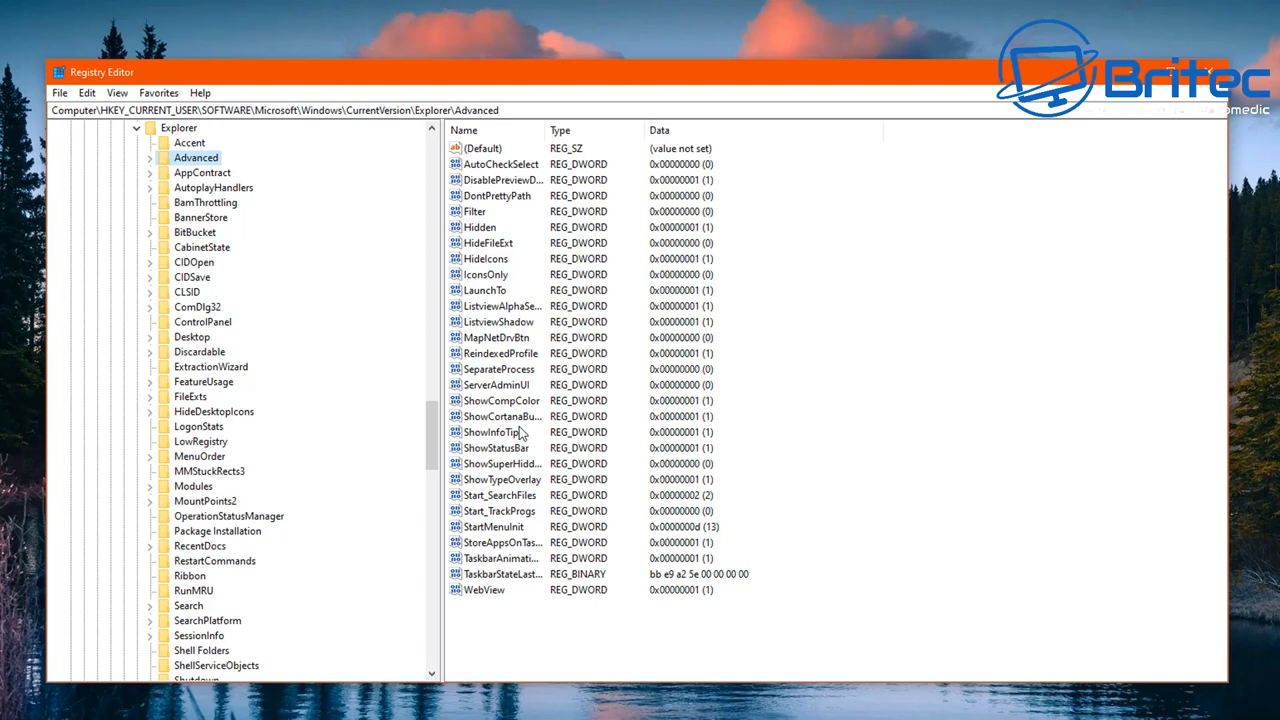 Registry Editor
Britec
omedic
File Edit View Favorites Help
Computer\HKEY_CURRENT_USER\SOFTWARE\Microsoft\Windows\CurrentVersion\Explorer\Advanced
Explorer
Accent
Advanced
AppContract
AutoplayHandlers
BamThrottling
BannerStore
BitBucket
CabinetState
CIDOpen
CIDSave
CLSID
ComDlg32
ControlPanel
Desktop
Discardable
ExtractionWizard
FeatureUsage
FileExts
HideDesktopIcons
LogonStats
LowRegistry
MenuOrder
MMStuckRects3
Modules
MountPoints2
OperationStatusManager
Package Installation
RecentDocs
RestartCommands
Ribbon
RunMRU
Search
SearchPlatform
SessionInfo
Shell Folders
ShellServiceObjects
Shutdown
Name Type Data
(Default) REG_SZ (value not set)
AutoCheckSelect REG_DWORD 0x00000000 (0)
DisablePreviewD... REG_DWORD 0x00000001 (1)
DontPrettyPath REG_DWORD 0x00000000 (0)
Filter REG_DWORD 0x00000000 (0)
Hidden REG_DWORD 0x00000001 (1)
HideFileExt REG_DWORD 0x00000000 (0)
HideIcons REG_DWORD 0x00000001 (1)
IconsOnly REG_DWORD 0x00000000 (0)
LaunchTo REG_DWORD 0x00000001 (1)
ListviewAlphaSe... REG_DWORD 0x00000001 (1)
ListviewShadow REG_DWORD 0x00000001 (1)
MapNetDrvBtn REG_DWORD 0x00000000 (0)
ReindexedProfile REG_DWORD 0x00000001 (1)
SeparateProcess REG_DWORD 0x00000000 (0)
ServerAdminUI REG_DWORD 0x00000000 (0)
ShowCompColor REG_DWORD 0x00000001 (1)
ShowCortanaBu... REG_DWORD 0x00000001 (1)
ShowInfoTip REG_DWORD 0x00000001 (1)
ShowStatusBar REG_DWORD 0x00000001 (1)
ShowSuperHidd... REG_DWORD 0x00000000 (0)
ShowTypeOverlay REG_DWORD 0x00000001 (1)
Start_SearchFiles REG_DWORD 0x00000002 (2)
Start_TrackProgs REG_DWORD 0x00000000 (0)
StartMenuInit REG_DWORD 0x0000000d (13)
StoreAppsOnTas... REG_DWORD 0x00000001 (1)
TaskbarAnimati... REG_DWORD 0x00000001 (1)
TaskbarStateLast... REG_BINARY bb e9 a2 5e 00 00 00 00
WebView REG_DWORD 0x00000001 (1)